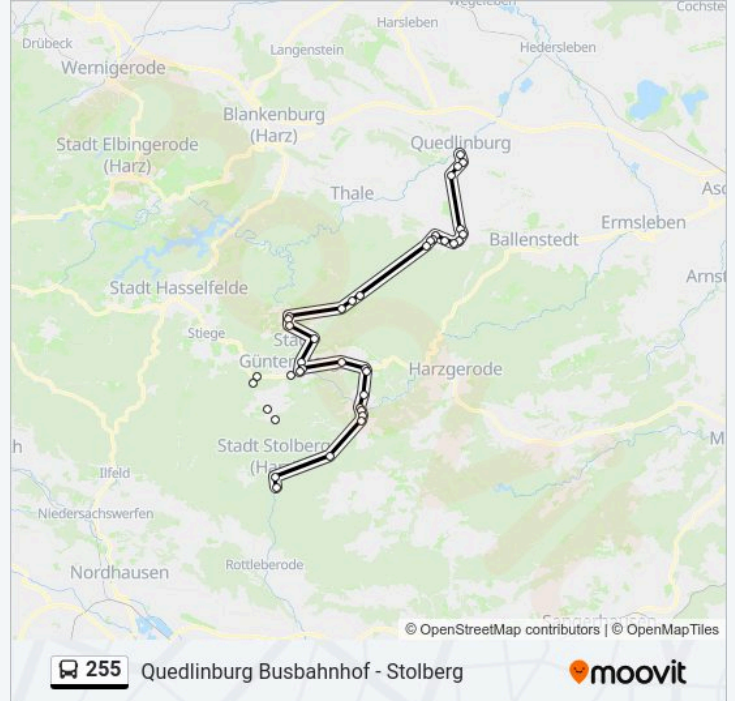 Cochste
Wegeleben
Harsleben
Drübeck
Langenstein
Hedersleben
Wernigerode
Blankenburg
(Harz)
Stadt Elbingerode
(Harz)
Quedlinburg
Thale
Ermsleben
Ballenstedt
Stadt Hasselfelde
Arnst
Stiege
Harzgerode
Stadt Stolberg
Ilfeld
Niedersachswerfen
Rottleberode
Nordhausen
Sangerhausen
© OpenStreetMap contributors | © OpenMapTiles
255 Quedlinburg Busbahnhof - Stolberg moovit